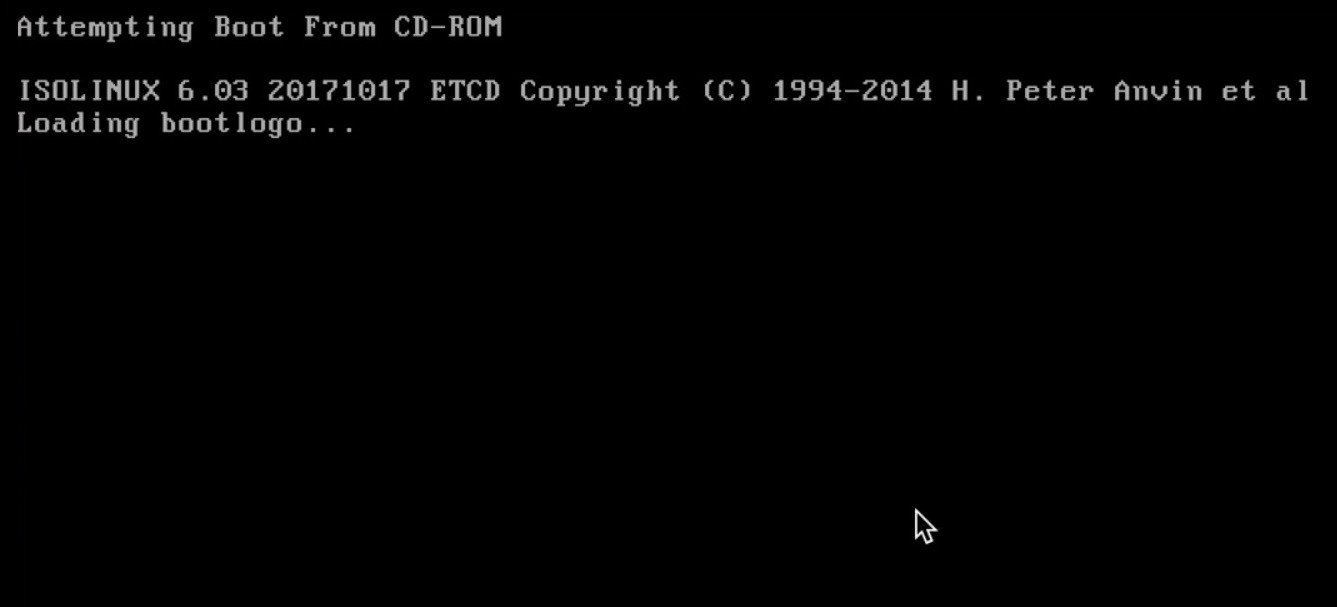 Attempting Boot From CD-ROM
ISOLINUX 6.03 20171017 ETCD Copyright (C) 1994-2014 H. Peter Anvin et al
Loading bootlogo...